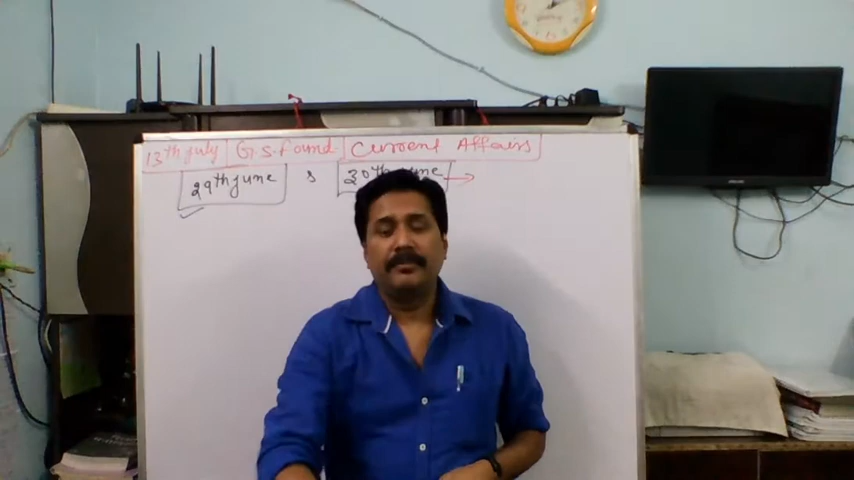 13th July G.S. Found Current Affairs
29th June & 30th June →